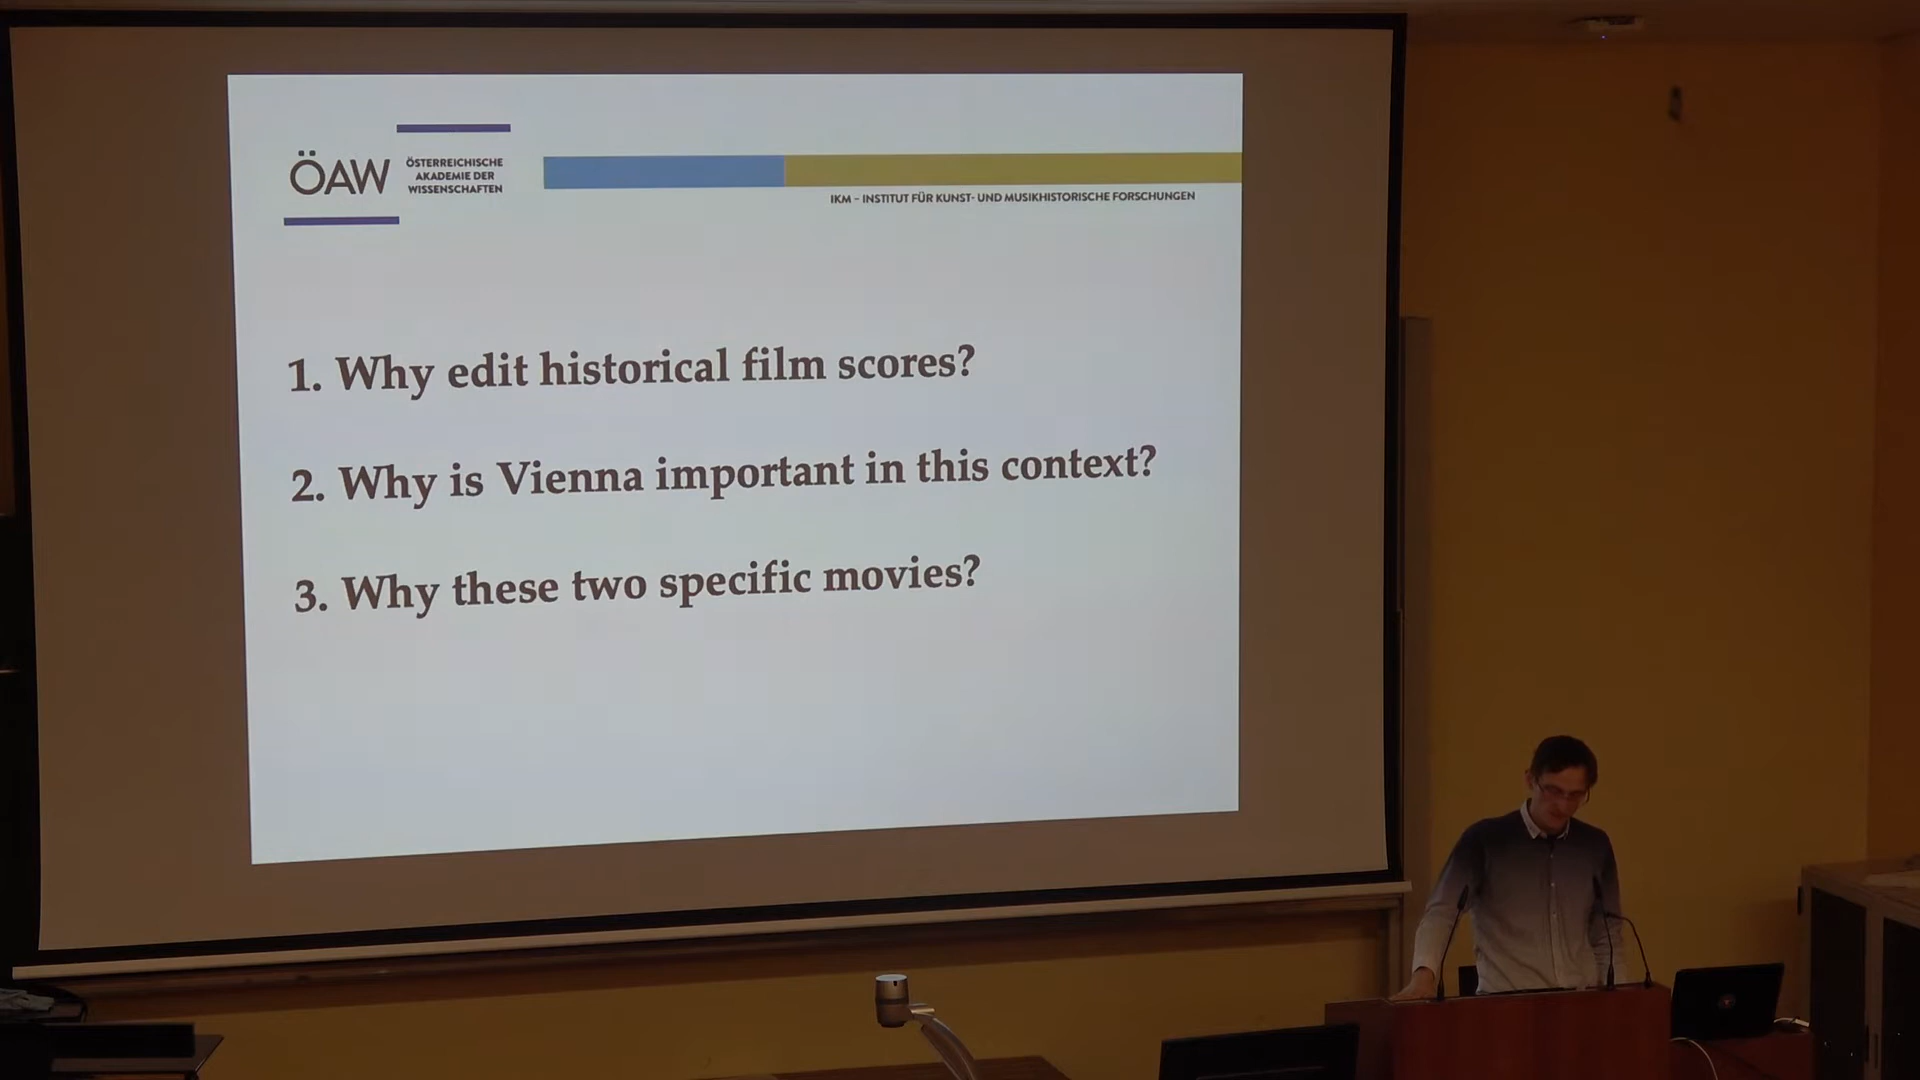 ÖAW
ÖSTERREICHISCHE
AKADEMIE DER
WISSENSCHAFTEN
IKM – INSTITUT FÜR KUNST- UND MUSIKHISTORISCHE FORSCHUNGEN
1. Why edit historical film scores?
2. Why is Vienna important in this context?
3. Why these two specific movies?